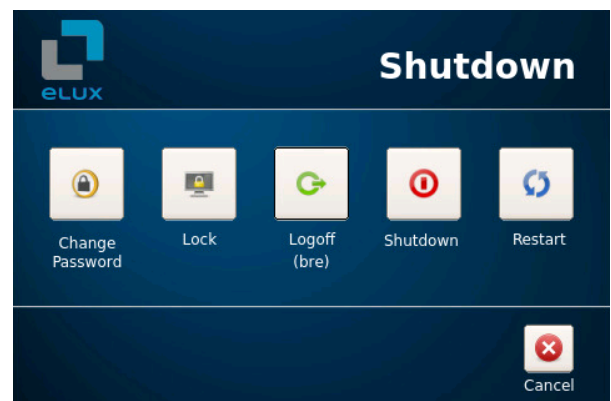 eLUX
Shutdown
Change
Password
Lock
Logoff
(bre)
Shutdown
Restart
Cancel